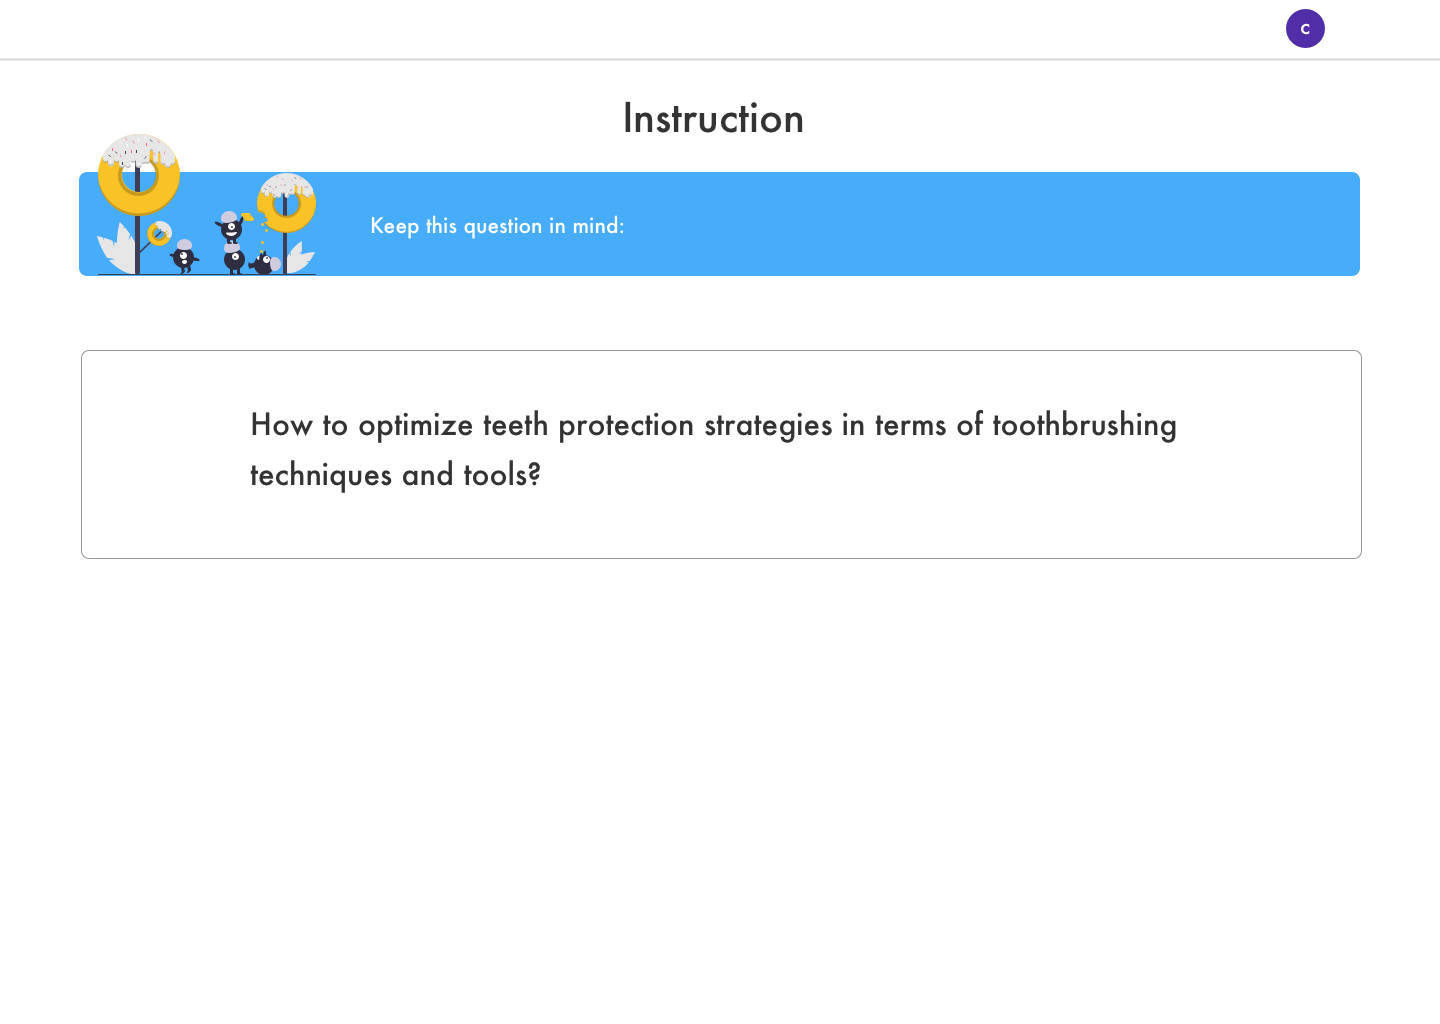 C
Instruction
Keep this question in mind:
How to optimize teeth protection strategies in terms of toothbrushing
techniques and tools?